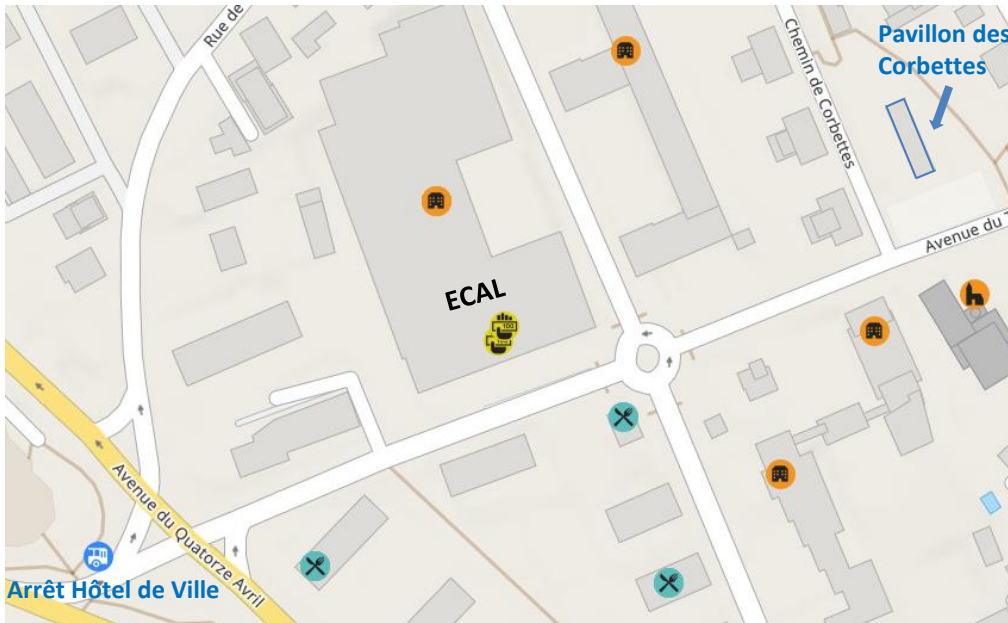 Rue de
Chemin de Corbettes
Pavillon des
Corbettes
Avenue du
ECAL
100
Avenue du Quatorze Avril
Arrêt Hôtel de Ville